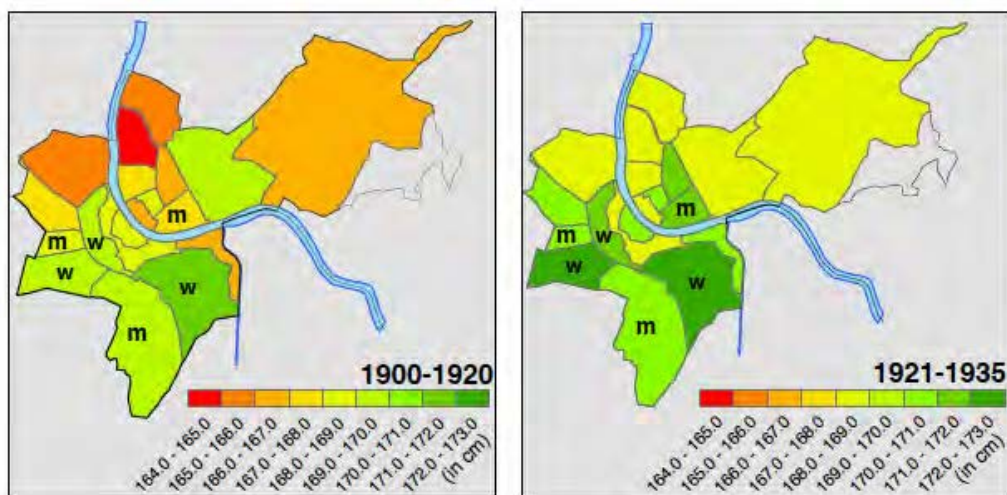 m
m
w
w
m
1900-1920
164.0 - 165.0
165.0 - 166.0
166.0 - 167.0
167.0 - 168.0
168.0 - 169.0
169.0 - 170.0
170.0 - 171.0
171.0 - 172.0
172.0 - 173.0
(in cm)
m
m
w
w
w
m
1921-1935
164.0 - 165.0
165.0 - 166.0
166.0 - 167.0
167.0 - 168.0
168.0 - 169.0
169.0 - 170.0
170.0 - 171.0
171.0 - 172.0
172.0 - 173.0
(in cm)